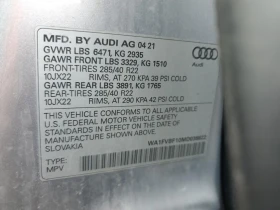 MFD. BY AUDI AG 04 21
GVWR LBS 6471, KG 2935
GAWR FRONT LBS 3329, KG 1510
FRONT-TIRES 285/40 R22
10JX22 RIMS, AT 270 KPA 39 PSI COLD
GAWR REAR LBS 3891, KG 1765
REAR-TIRES 285/40 R22
10JX22 RIMS, AT 290 KPA 42 PSI COLD
Audi
THIS VEHICLE CONFORMS TO ALL
APPLICABLE U.S. FEDERAL MOTOR
VEHICLE SAFETY STANDARDS
IN EFFECT ON THE DATE OF
MANUFACTURE SHOWN ABOVE.
SLOVAKIA
TYPE:
MPV